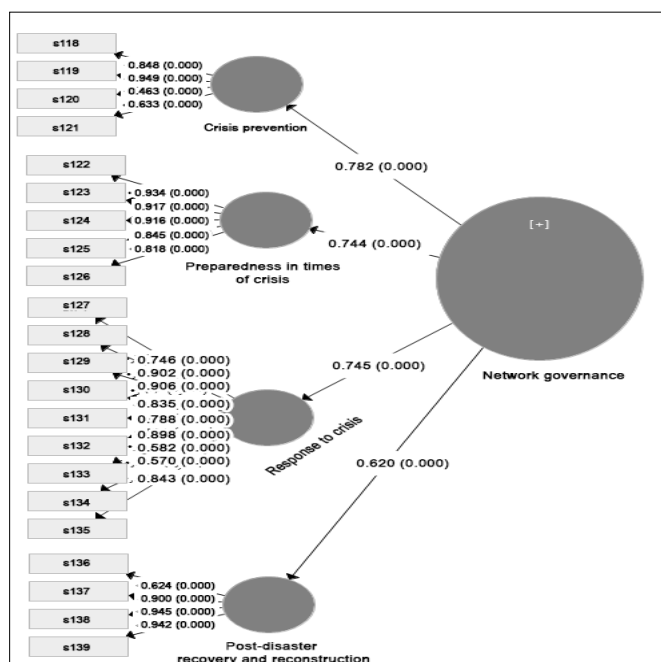 s118
s119
s120
s121
0.848 (0.000)
0.949 (0.000)
0.463 (0.000)
0.633 (0.000)
Crisis prevention
0.782 (0.000)
s122
s123
s124
s125
s126
0.934 (0.000)
0.917 (0.000)
0.916 (0.000)
0.845 (0.000)
0.818 (0.000)
Preparedness in times
of crisis
0.744 (0.000)
[+]
Network governance
s127
s128
s129
s130
s131
s132
s133
s134
s135
0.746 (0.000)
0.902 (0.000)
0.906 (0.000)
0.835 (0.000)
0.788 (0.000)
0.898 (0.000)
0.582 (0.000)
0.570 (0.000)
0.843 (0.000)
Response to crisis
0.745 (0.000)
0.620 (0.000)
s136
s137
s138
s139
0.624 (0.000)
0.900 (0.000)
0.945 (0.000)
0.942 (0.000)
Post-disaster
recovery and reconstruction